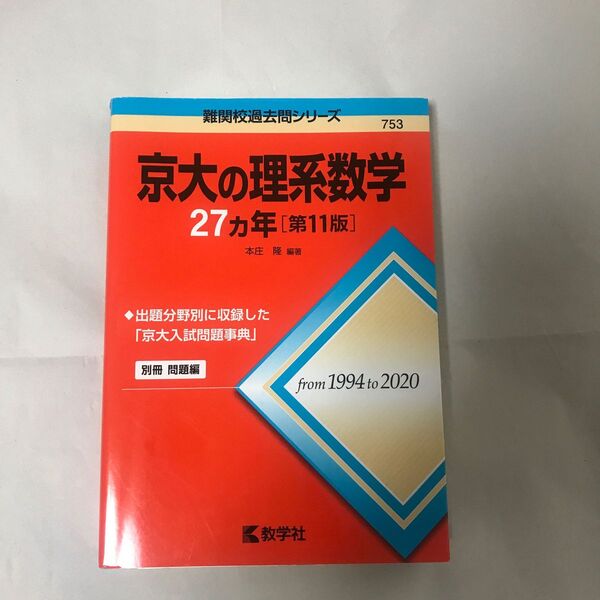 難関校過去問シリーズ
753
京大の理系数学
27ヵ年[第11版]
本庄 隆 編著
◆出題分野別に収録した
「京大入試問題事典」
別冊 問題編
from 1994 to 2020
教学社